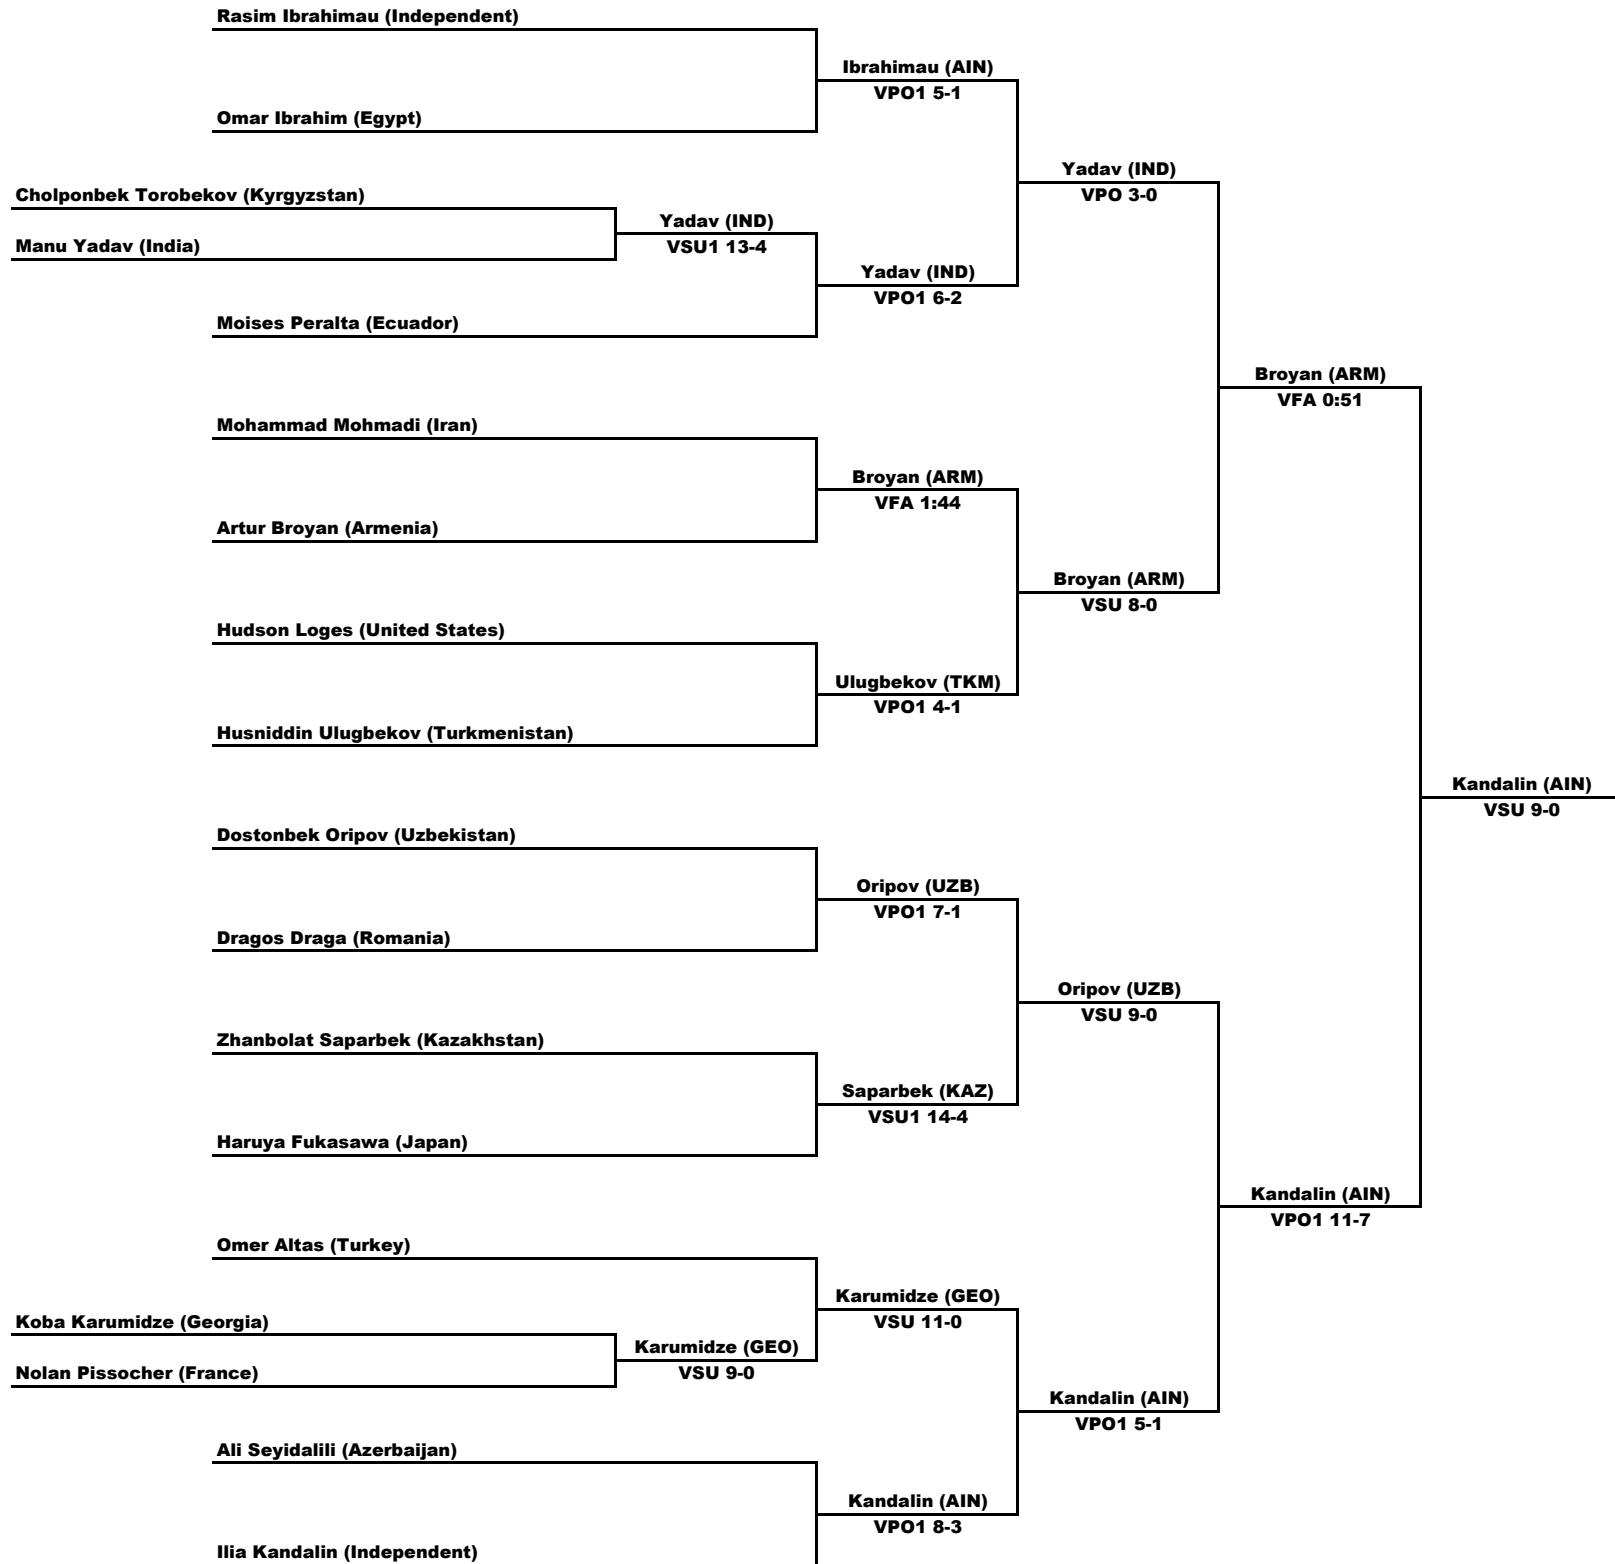 Rasim Ibrahimau (Independent)
Ibrahimau (AIN)
VPO1 5-1
Omar Ibrahim (Egypt)
Yadav (IND)
VPO 3-0
Cholponbek Torobekov (Kyrgyzstan)
Yadav (IND)
VSU1 13-4
Manu Yadav (India)
Yadav (IND)
VPO1 6-2
Moises Peralta (Ecuador)
Broyan (ARM)
VFA 0:51
Mohammad Mohmadi (Iran)
Broyan (ARM)
VFA 1:44
Artur Broyan (Armenia)
Broyan (ARM)
VSU 8-0
Hudson Loges (United States)
Ulugbekov (TKM)
VPO1 4-1
Husniddin Ulugbekov (Turkmenistan)
Kandalin (AIN)
VSU 9-0
Dostonbek Oripov (Uzbekistan)
Oripov (UZB)
VPO1 7-1
Dragos Draga (Romania)
Oripov (UZB)
VSU 9-0
Zhanbolat Saparbek (Kazakhstan)
Saparbek (KAZ)
VSU1 14-4
Haruya Fukasawa (Japan)
Kandalin (AIN)
VPO1 11-7
Omer Altas (Turkey)
Karumidze (GEO)
VSU 11-0
Koba Karumidze (Georgia)
Karumidze (GEO)
VSU 9-0
Nolan Pissocher (France)
Kandalin (AIN)
VPO1 5-1
Ali Seyidalili (Azerbaijan)
Kandalin (AIN)
VPO1 8-3
Ilia Kandalin (Independent)